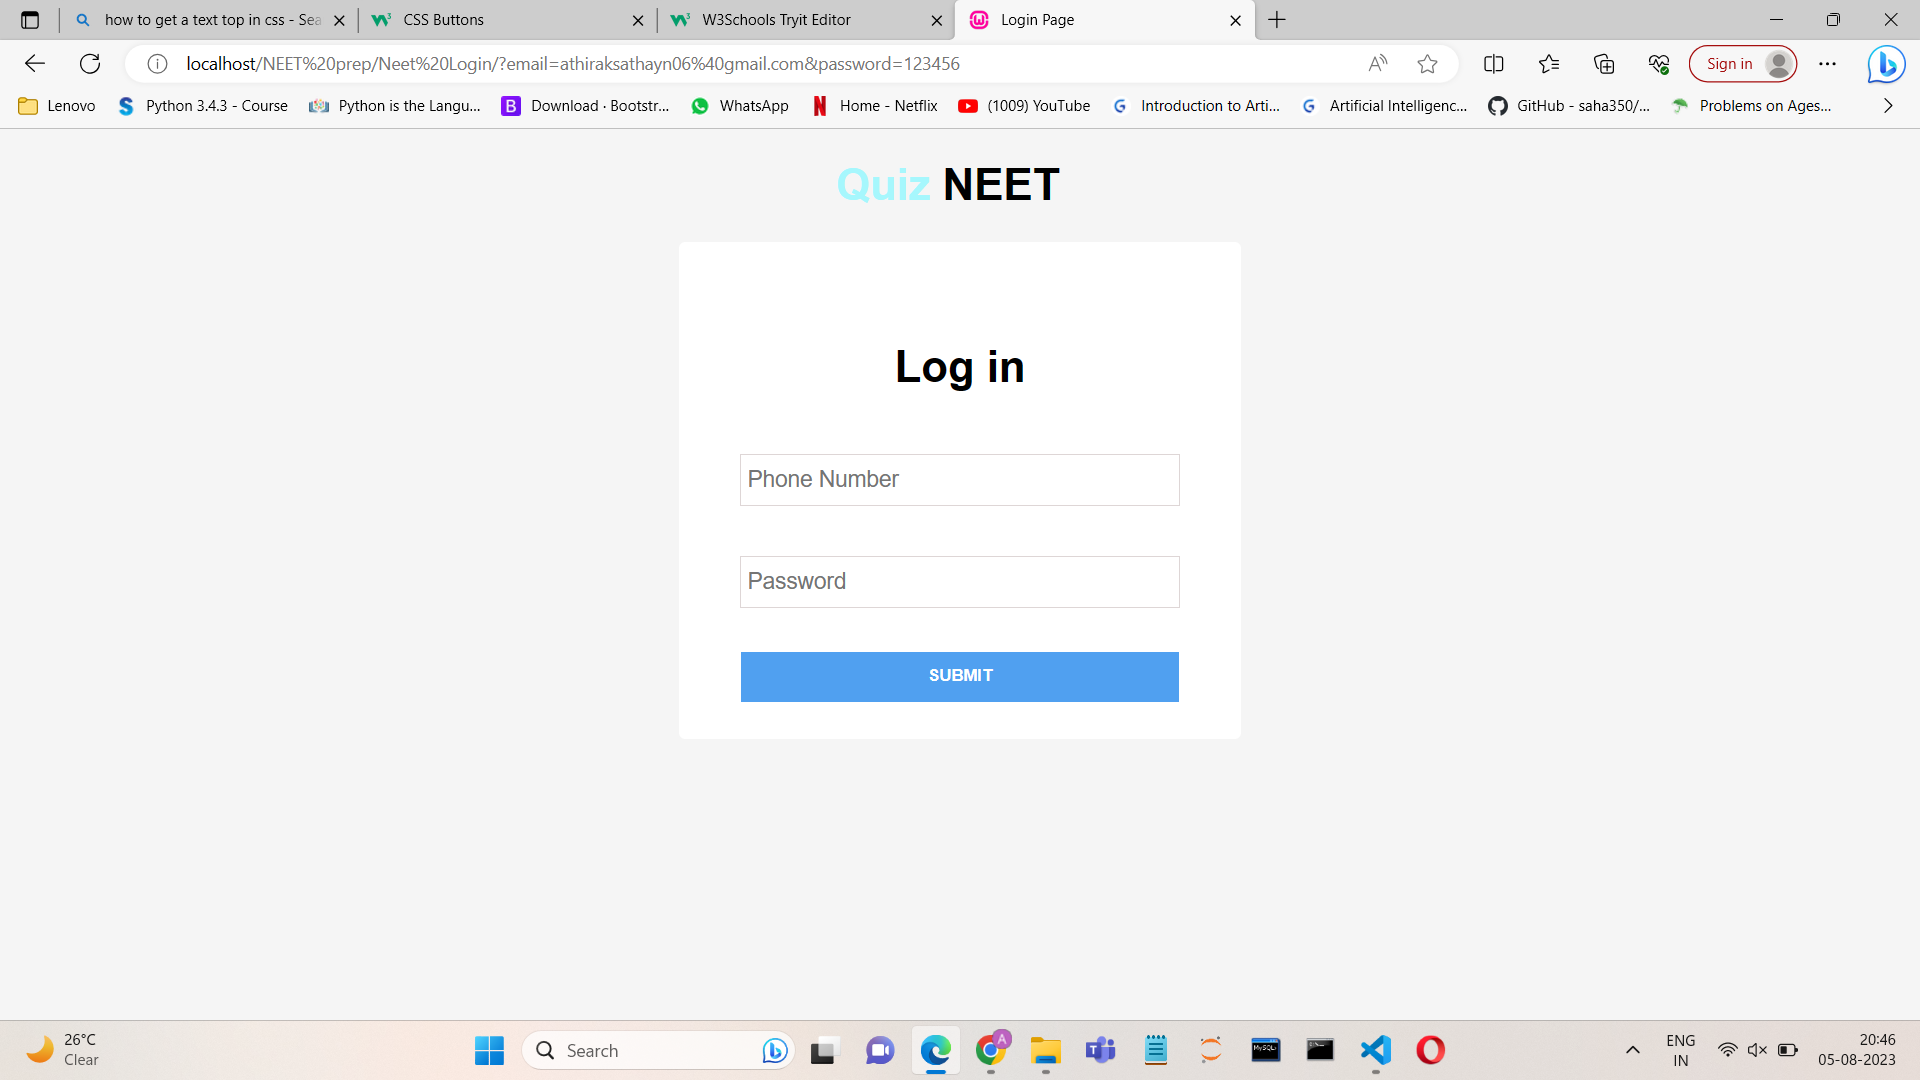 how to get a text top in css - Sea
CSS Buttons
W3Schools Tryit Editor
Login Page
localhost/NEET%20prep/Neet%20Login/?email=athiraksathayn06%40gmail.com&password=123456
Sign in
Lenovo
Python 3.4.3 - Course
Python is the Langu...
Download · Bootstr...
WhatsApp
Home - Netflix
(1009) YouTube
Introduction to Arti...
Artificial Intelligenc...
GitHub - saha350/...
Problems on Ages...
Quiz NEET
Log in
Phone Number
Password
SUBMIT
26°C
Clear
Search
A
MySQL
ENG
IN
20:46
05-08-2023